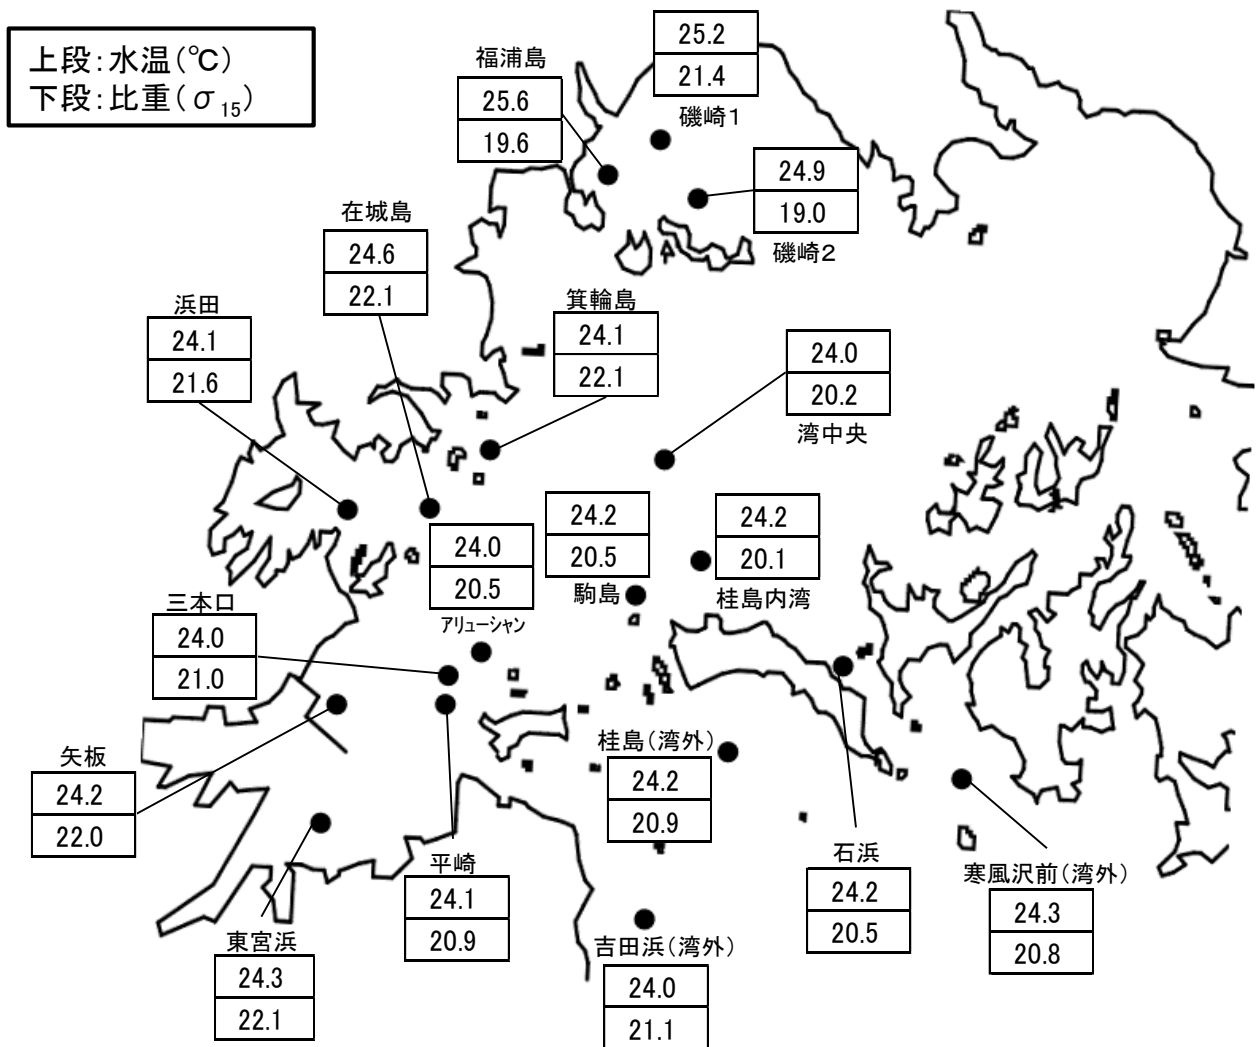 上段:水温(℃)
下段:比重(σ15)
25.2
21.4
磯崎1
福浦島
25.6
19.6
24.9
19.0
磯崎2
在城島
24.6
22.1
箕輪島
24.1
22.1
浜田
24.1
21.6
24.0
20.2
湾中央
24.2
20.5
駒島
24.2
20.1
桂島内湾
24.0
20.5
アリューシャン
三本口
24.0
21.0
矢板
24.2
22.0
桂島(湾外)
24.2
20.9
石浜
24.2
20.5
寒風沢前(湾外)
24.3
20.8
平崎
24.1
20.9
東宮浜
24.3
22.1
吉田浜(湾外)
24.0
21.1